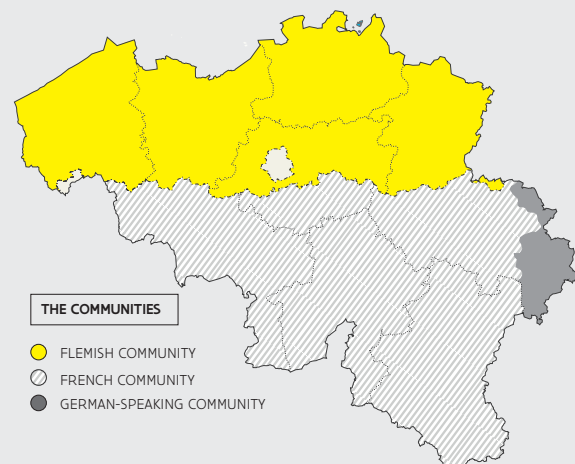 THE COMMUNITIES
FLEMISH COMMUNITY
FRENCH COMMUNITY
GERMAN-SPEAKING COMMUNITY